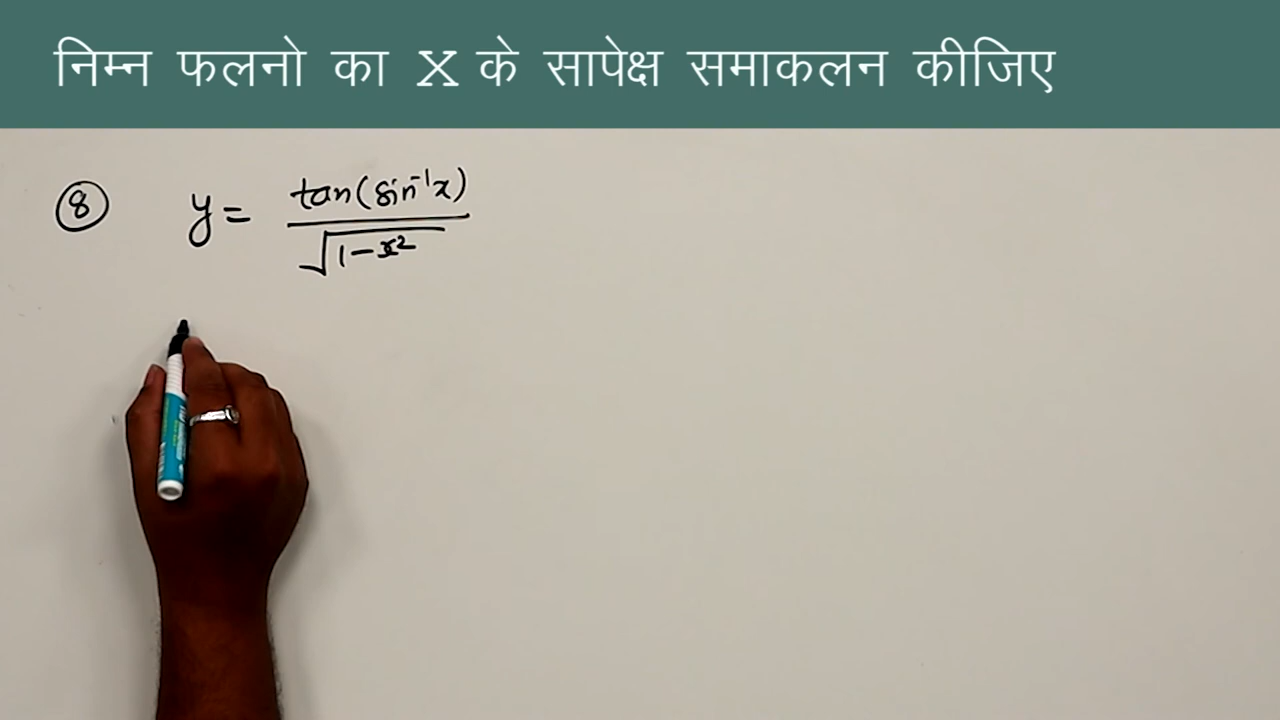 निम्न फलनो का X के सापेक्ष समाकलन कीजिए
⑧ y = tan(sin⁻¹x) / √(1-x²)